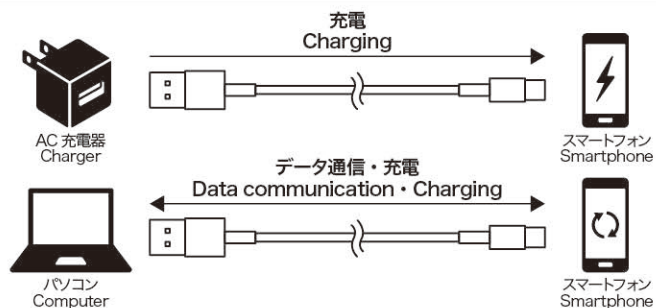 充電
Charging
AC 充電器
Charger
スマートフォン
Smartphone
データ通信・充電
Data communication・Charging
パソコン
Computer
スマートフォン
Smartphone